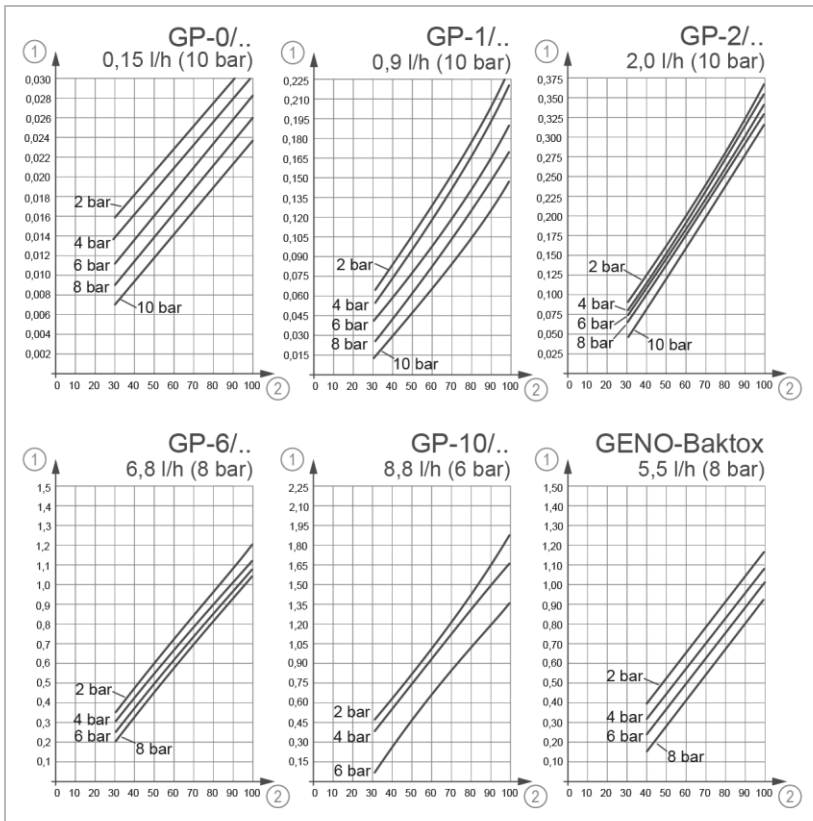 GP-0/..
0,15 l/h (10 bar)
1
0,030
0,028
0,026
0,024
0,022
0,020
0,018
0,016
0,014
0,012
0,010
0,008
0,006
0,004
0,002
2 bar
4 bar
6 bar
8 bar
10 bar
0 10 20 30 40 50 60 70 80 90 100
2
GP-1/..
0,9 l/h (10 bar)
1
0,225
0,210
0,195
0,180
0,165
0,150
0,135
0,120
0,105
0,090
0,075
0,060
0,045
0,030
0,015
2 bar
4 bar
6 bar
8 bar
10 bar
0 10 20 30 40 50 60 70 80 90 100
2
GP-2/..
2,0 l/h (10 bar)
1
0,375
0,350
0,325
0,300
0,275
0,250
0,225
0,200
0,175
0,150
0,125
0,100
0,075
0,050
0,025
2 bar
4 bar
6 bar
8 bar
10 bar
0 10 20 30 40 50 60 70 80 90 100
2
GP-6/..
6,8 l/h (8 bar)
1
1,5
1,4
1,3
1,2
1,1
1,0
0,9
0,8
0,7
0,6
0,5
0,4
0,3
0,2
0,1
2 bar
4 bar
6 bar
8 bar
0 10 20 30 40 50 60 70 80 90 100
2
GP-10/..
8,8 l/h (6 bar)
1
2,25
2,10
1,95
1,80
1,65
1,50
1,35
1,20
1,05
0,90
0,75
0,60
0,45
0,30
0,15
2 bar
4 bar
6 bar
0 10 20 30 40 50 60 70 80 90 100
2
GENO-Baktox
5,5 l/h (8 bar)
1
1,5
1,4
1,3
1,2
1,1
1,0
0,9
0,8
0,7
0,6
0,50
0,40
0,30
0,20
0,10
2 bar
4 bar
6 bar
8 bar
0 10 20 30 40 50 60 70 80 90 100
2